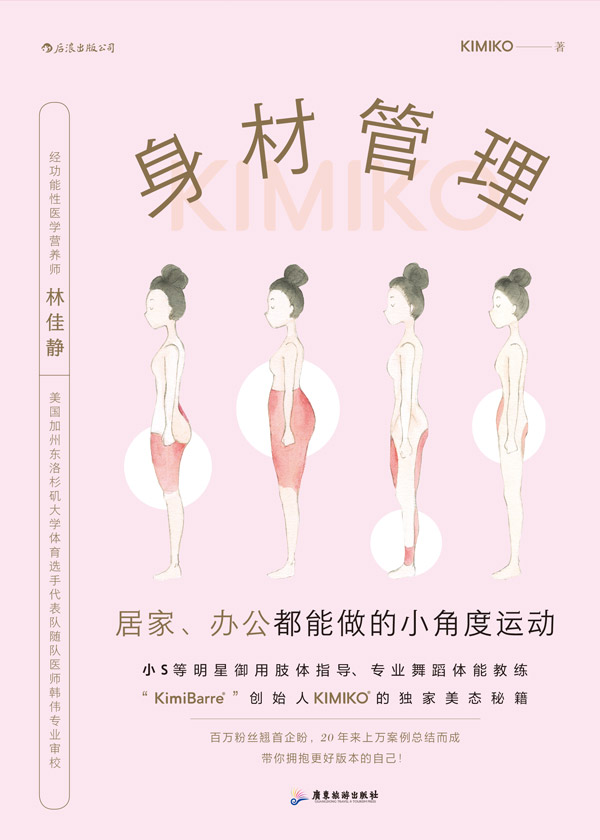 后浪出版公司
KIMIKO——著
身材管理
KIMIKO
经功能性医学营养师 林佳静
美国加州东洛杉矶大学体育选手代表队随队医师韩伟专业审校
居家、办公都能做的小角度运动
小S等明星御用肢体指导、专业舞蹈体能教练
“KimiBarre®”创始人KIMIKO®的独家美态秘籍
百万粉丝翘首企盼，20年来上万案例总结而成
带你拥抱更好版本的自己！
廣東旅游出版社
GUANGDONG TRAVEL & TOURISM PRESS